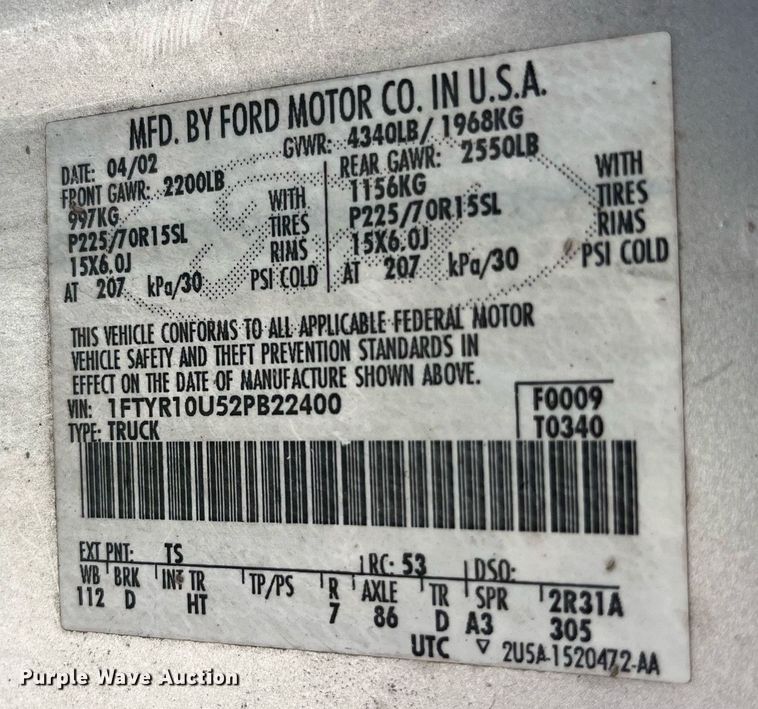 MFD. BY FORD MOTOR CO. IN U.S.A.
DATE: 04/02 GVWR: 4340LB/ 1968KG
FRONT GAWR: 2200LB REAR GAWR: 2550LB
997KG WITH 1156KG WITH
P225/70R15SL TIRES P225/70R15SL TIRES
15X6.0J RIMS 15X6.0J RIMS
AT 207 kPa/30 PSI COLD AT 207 kPa/30 PSI COLD
THIS VEHICLE CONFORMS TO ALL APPLICABLE FEDERAL MOTOR
VEHICLE SAFETY AND THEFT PREVENTION STANDARDS IN
EFFECT ON THE DATE OF MANUFACTURE SHOWN ABOVE.
VIN: 1FTYR10U52PB22400 F0009
TYPE: TRUCK T0340
EXT PNT: TS RC: 53 DSO:
WB BRK INT TR TP/PS R AXLE TR SPR 2R31A
112 D HT 7 86 D A3 305
UTC ▽ 2U5A-1520472-AA
Purple Wave Auction